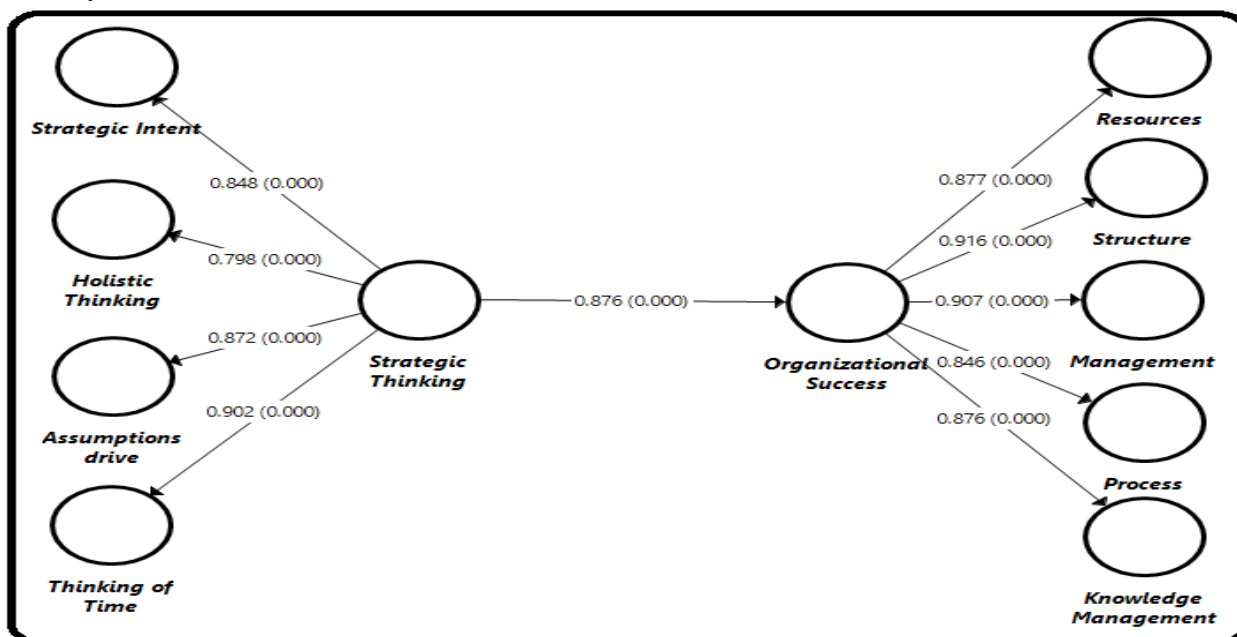 Strategic Intent
Resources
0.848 (0.000)
0.877 (0.000)
Holistic
Thinking
0.798 (0.000)
0.916 (0.000)
Structure
Strategic
Thinking
0.876 (0.000)
Organizational
Success
0.907 (0.000)
Management
0.872 (0.000)
0.846 (0.000)
Assumptions
drive
0.902 (0.000)
0.876 (0.000)
Process
Thinking of
Time
Knowledge
Management